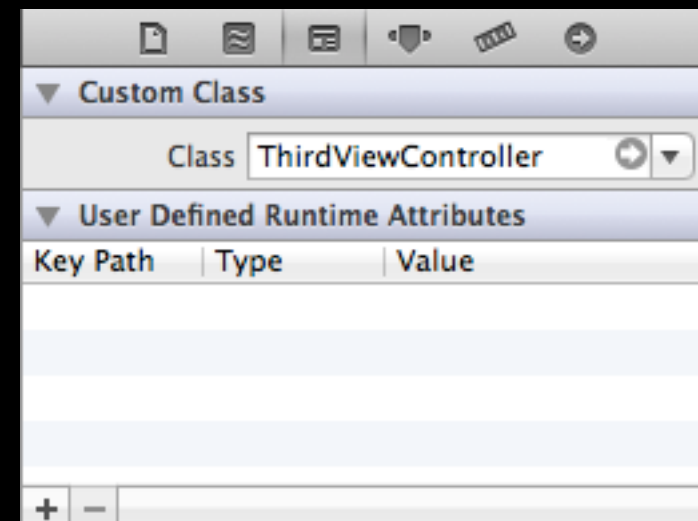 Custom Class
Class ThirdViewController
User Defined Runtime Attributes
Key Path Type Value